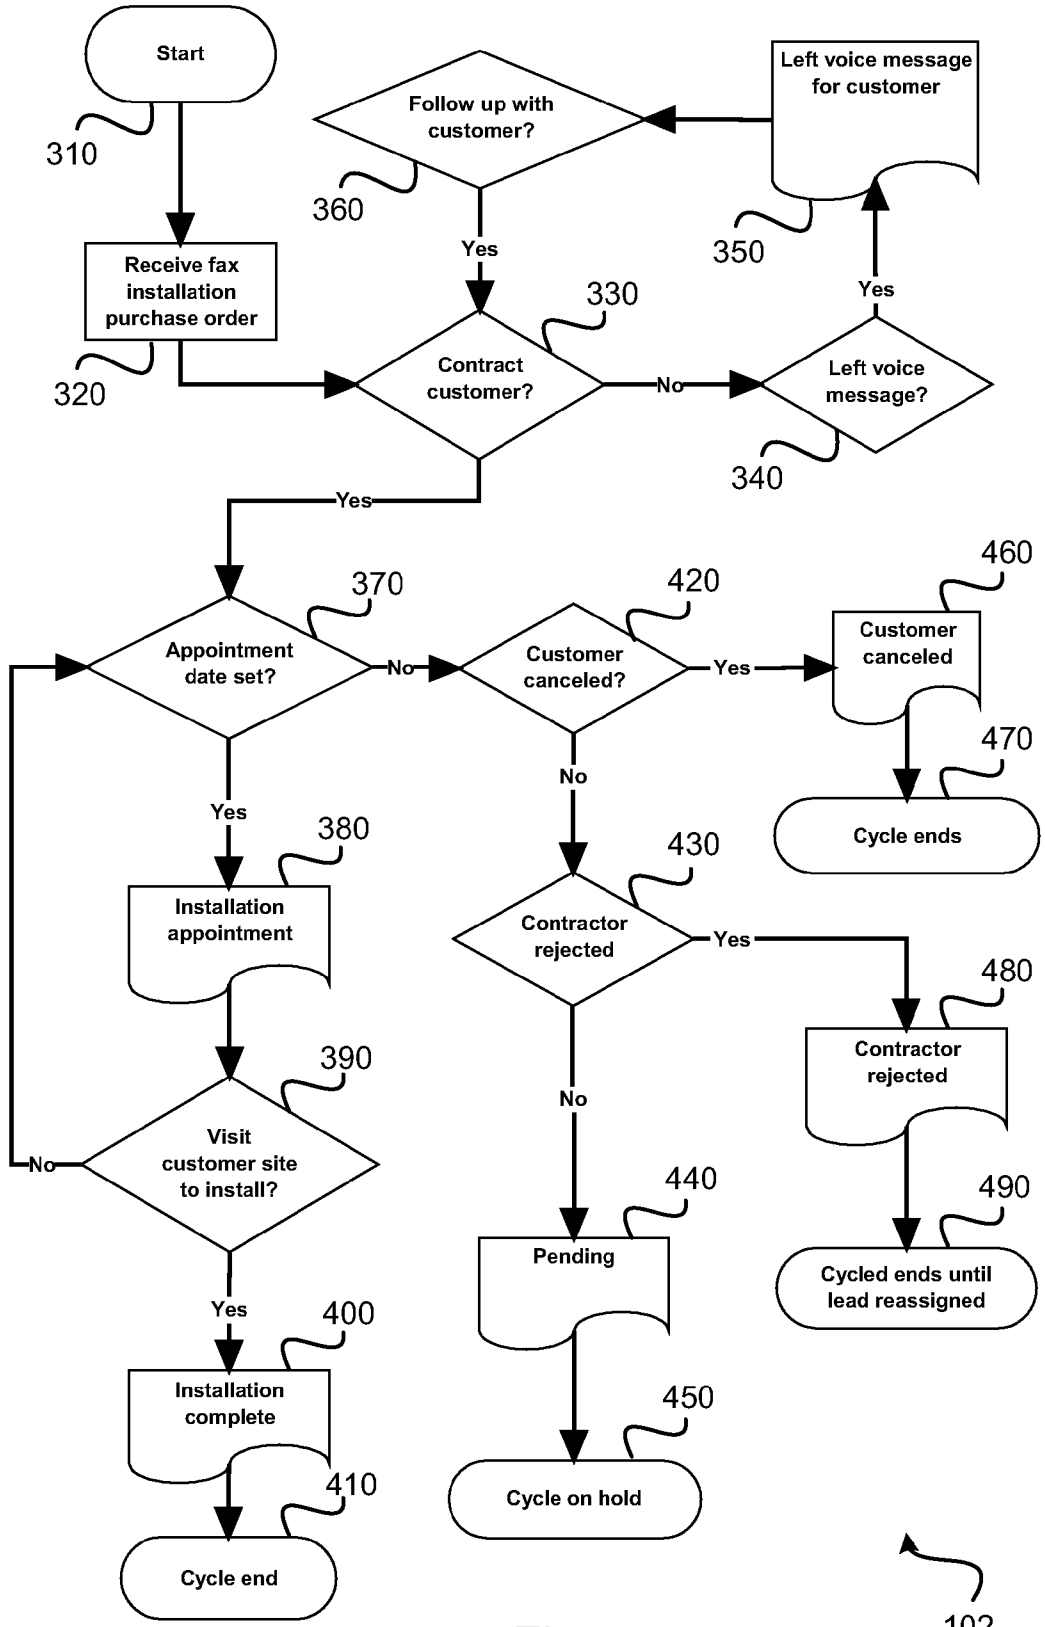 Start
310
Receive fax
installation
purchase order
320
Follow up with
customer?
360
Left voice message
for customer
350
Yes
Yes
330
Contract
customer?
No
Left voice
message?
340
Yes
370
Appointment
date set?
No
420
Customer
canceled?
Yes
460
Customer
canceled
470
Cycle ends
Yes
No
380
Installation
appointment
430
Contractor
rejected
Yes
480
Contractor
rejected
390
Visit
customer site
to install?
No
No
440
Pending
490
Cycled ends until
lead reassigned
Yes
400
Installation
complete
450
Cycle on hold
410
Cycle end
102